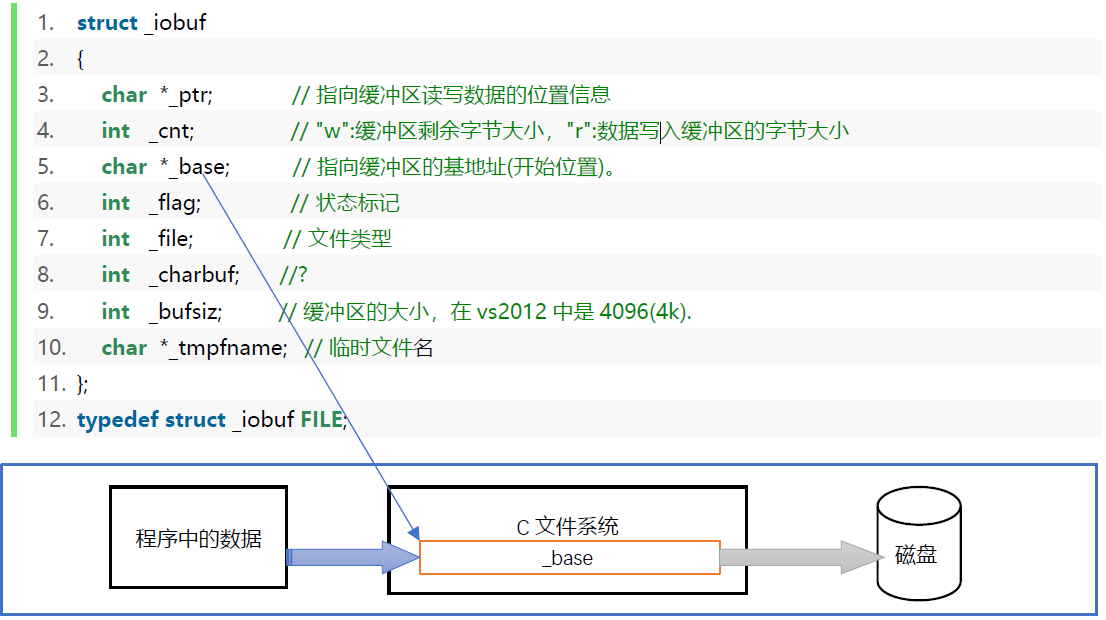 1. struct _iobuf
2. {
3. char *_ptr; // 指向缓冲区读写数据的位置信息
4. int _cnt; // "w":缓冲区剩余字节大小，"r":数据写入缓冲区的字节大小
5. char *_base; // 指向缓冲区的基地址(开始位置)。
6. int _flag; // 状态标记
7. int _file; // 文件类型
8. int _charbuf; //?
9. int _bufsiz; // 缓冲区的大小，在 vs2012 中是 4096(4k).
10. char *_tmpfname; // 临时文件名
11. };
12. typedef struct _iobuf FILE;
程序中的数据
C 文件系统
_base
磁盘